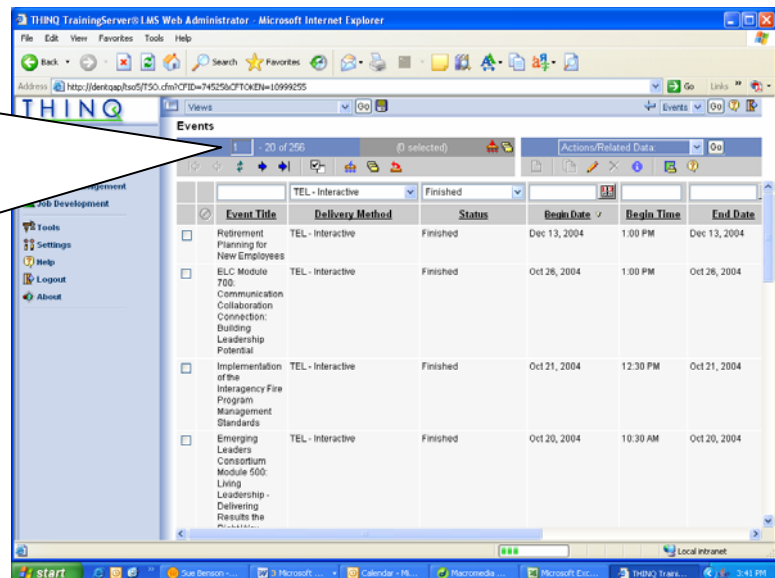 THINQ TrainingServer® LMS Web Administrator - Microsoft Internet Explorer
File Edit View Favorites Tools Help
Back Search Favorites
Address http://dentqap/tso5/TSO.cfm?CFID=74525&CFTOKEN=10999255 Go Links »
THINQ Views Go Events Go
Events
1 - 20 of 256 (0 selected) Actions/Related Data: Go
TEL - Interactive Finished
Job Development
Tools
Settings
Help
Logout
About
Event Title Delivery Method Status Begin Date Begin Time End Date
Retirement Planning for New Employees TEL - Interactive Finished Dec 13, 2004 1:00 PM Dec 13, 2004
ELC Module 700: Communication Collaboration Connection: Building Leadership Potential TEL - Interactive Finished Oct 26, 2004 1:00 PM Oct 26, 2004
Implementation of the Interagency Fire Program Management Standards TEL - Interactive Finished Oct 21, 2004 12:30 PM Oct 21, 2004
Emerging Leaders Consortium Module 500: Living Leadership - Delivering Results the TEL - Interactive Finished Oct 20, 2004 10:30 AM Oct 20, 2004
Local intranet
start Sue Benson -... 3 Microsoft ... Calendar - Mi... Macromedia ... Microsoft Exc... THINQ Traini... 3:41 PM